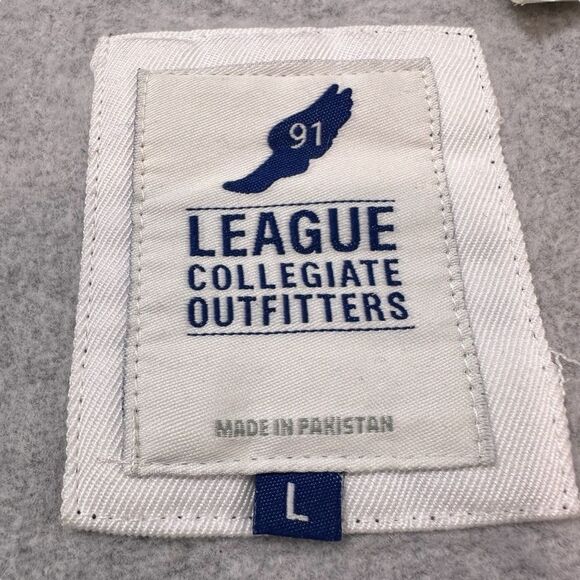 91
LEAGUE
COLLEGIATE
OUTFITTERS
MADE IN PAKISTAN
L